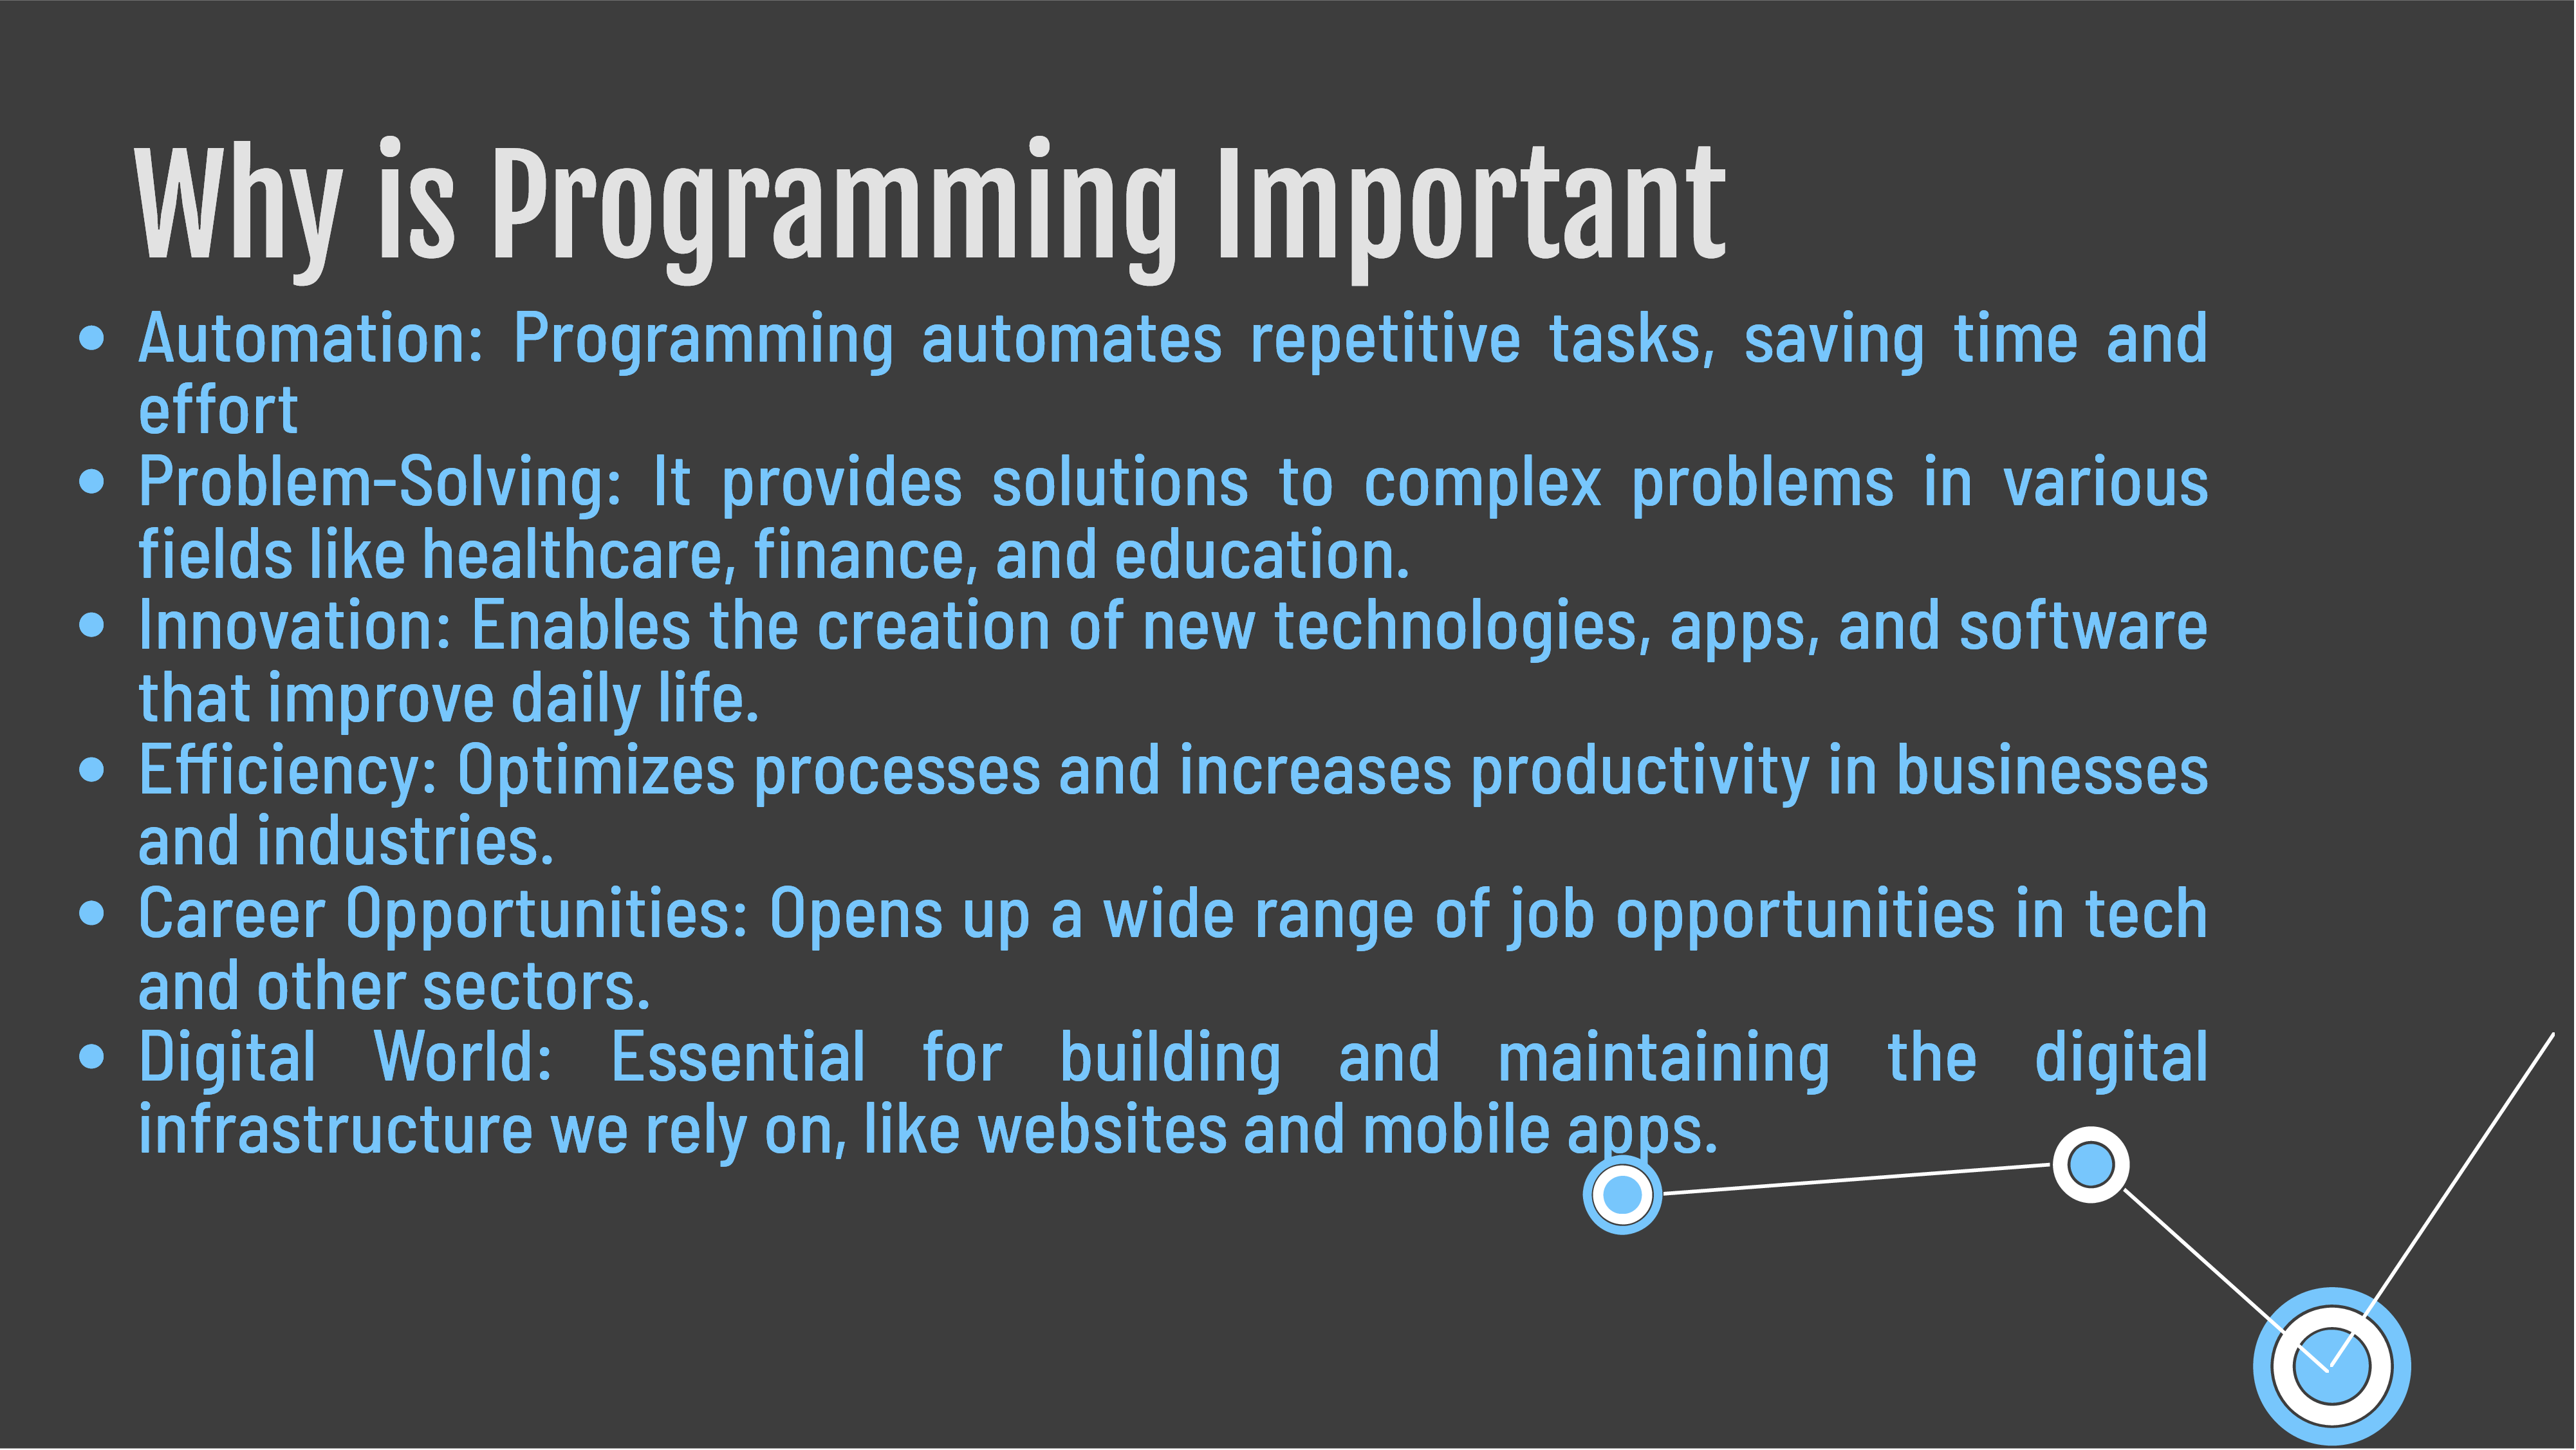 Why is Programming Important
• Automation: Programming automates repetitive tasks, saving time and
effort
• Problem-Solving: It provides solutions to complex problems in various
fields like healthcare, finance, and education.
• Innovation: Enables the creation of new technologies, apps, and software
that improve daily life.
• Efficiency: Optimizes processes and increases productivity in businesses
and industries.
• Career Opportunities: Opens up a wide range of job opportunities in tech
and other sectors.
• Digital World: Essential for building and maintaining the digital
infrastructure we rely on, like websites and mobile apps.